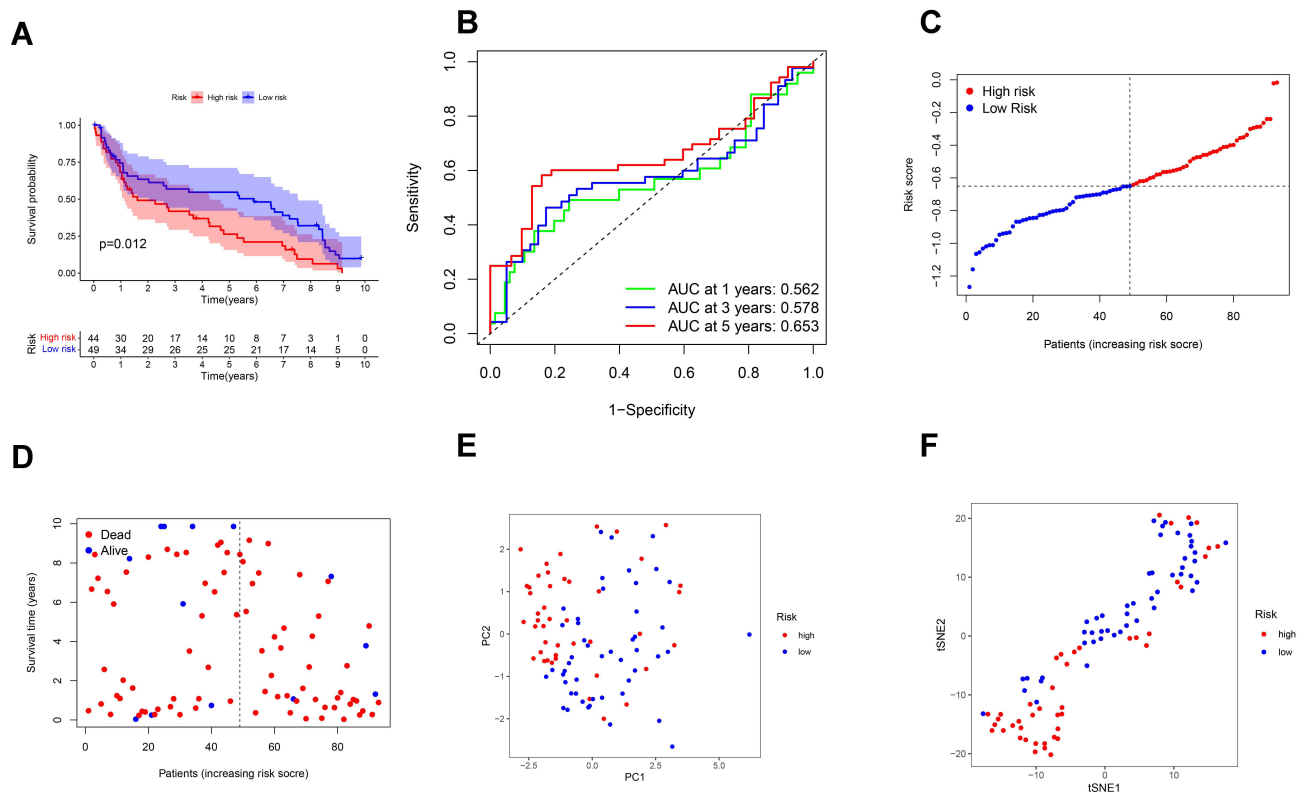 A
Risk High risk Low risk
Survival probability
1.00
0.75
0.50
0.25
0.00
p=0.012
0 1 2 3 4 5 6 7 8 9 10
Time(years)
Risk
High risk 44 30 20 17 14 10 8 7 3 1 0
Low risk 49 34 29 26 25 25 21 17 14 5 0
0 1 2 3 4 5 6 7 8 9 10
Time(years)
B
Sensitivity
1.0
0.8
0.6
0.4
0.2
0.0
AUC at 1 years: 0.562
AUC at 3 years: 0.578
AUC at 5 years: 0.653
0.0 0.2 0.4 0.6 0.8 1.0
1−Specificity
C
High risk
Low Risk
Risk score
0.0
−0.2
−0.4
−0.6
−0.8
−1.0
−1.2
0 20 40 60 80
Patients (increasing risk socre)
D
Dead
Alive
Survival time (years)
10
8
6
4
2
0
0 20 40 60 80
Patients (increasing risk socre)
E
PC2
2
1
0
−1
−2
−2.5 0.0 2.5 5.0
PC1
Risk
high
low
F
tSNE2
20
10
0
−10
−20
−10 0 10
tSNE1
Risk
high
low